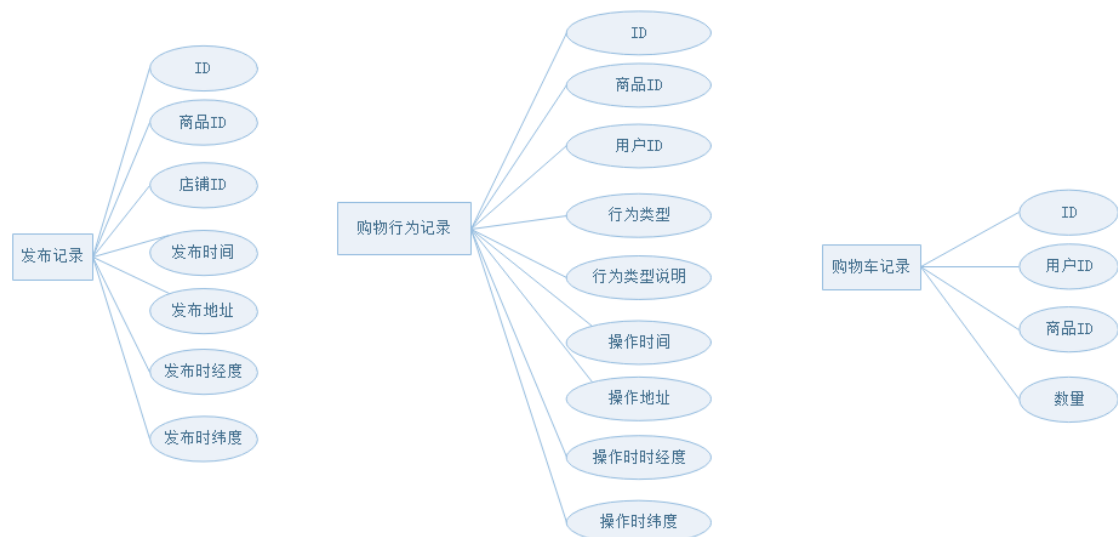 发布记录
ID
商品ID
店铺ID
发布时间
发布地址
发布时经度
发布时纬度
购物行为记录
ID
商品ID
用户ID
行为类型
行为类型说明
操作时间
操作地址
操作时时经度
操作时纬度
购物车记录
ID
用户ID
商品ID
数量